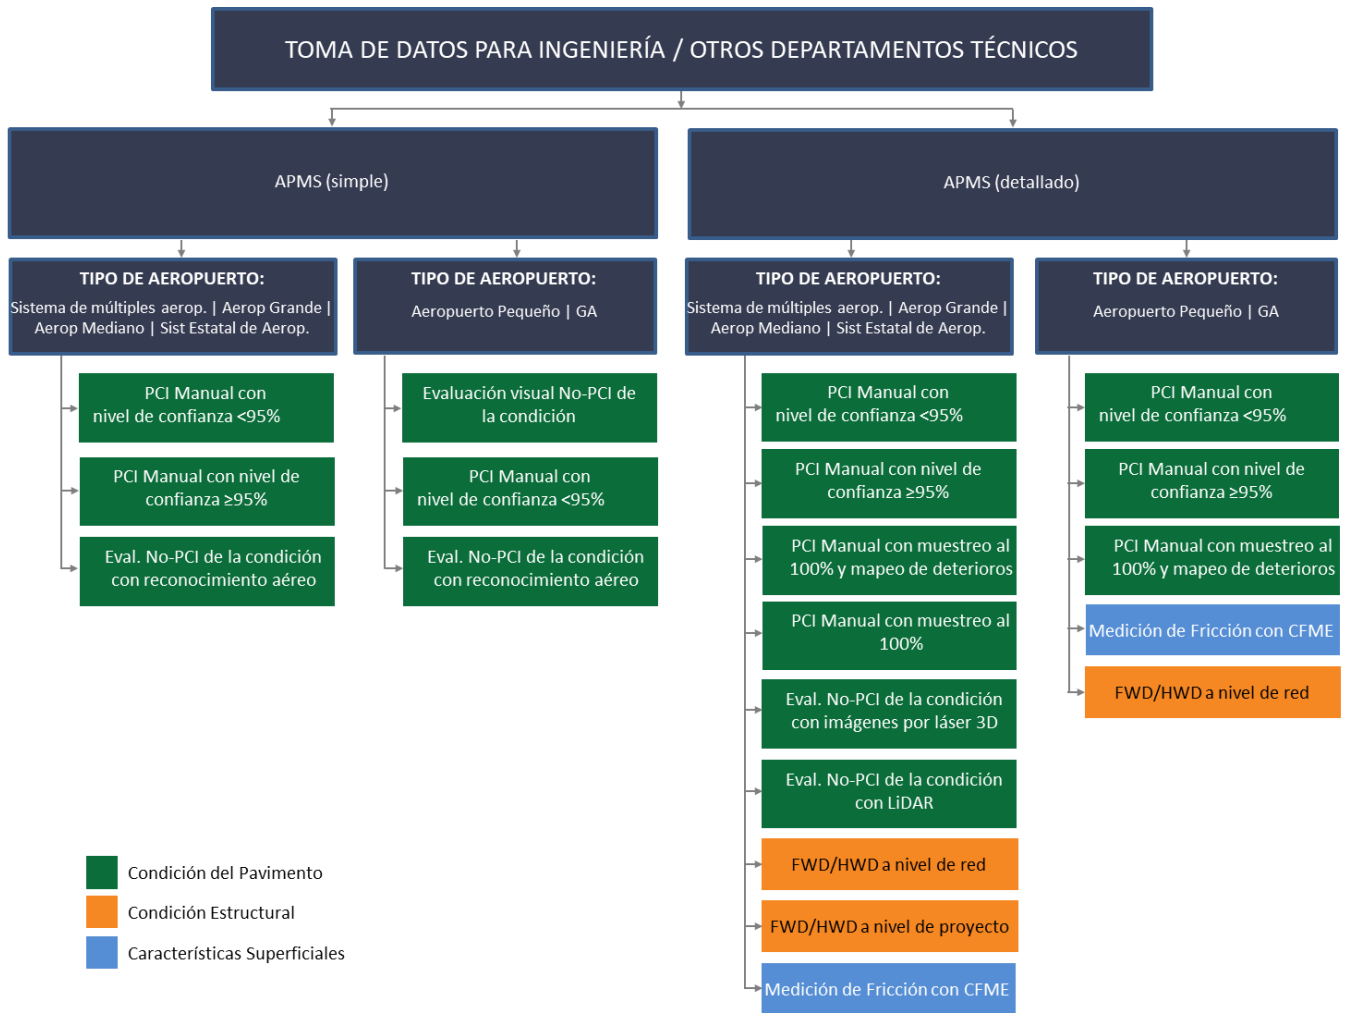 TOMA DE DATOS PARA INGENIERÍA / OTROS DEPARTAMENTOS TÉCNICOS
APMS (simple)
APMS (detallado)
TIPO DE AEROPUERTO:
Sistema de múltiples aerop. | Aerop Grande |
Aerop Mediano | Sist Estatal de Aerop.
TIPO DE AEROPUERTO:
Aeropuerto Pequeño | GA
TIPO DE AEROPUERTO:
Sistema de múltiples aerop. | Aerop Grande |
Aerop Mediano | Sist Estatal de Aerop.
TIPO DE AEROPUERTO:
Aeropuerto Pequeño | GA
PCI Manual con
nivel de confianza <95%
PCI Manual con nivel de
confianza ≥95%
Eval. No-PCI de la condición
con reconocimiento aéreo
Evaluación visual No-PCI de
la condición
PCI Manual con
nivel de confianza <95%
Eval. No-PCI de la condición
con reconocimiento aéreo
PCI Manual con
nivel de confianza <95%
PCI Manual con nivel de
confianza ≥95%
PCI Manual con muestreo al
100% y mapeo de deterioros
PCI Manual con muestreo al
100%
Eval. No-PCI de la condición
con imágenes por láser 3D
Eval. No-PCI de la condición
con LiDAR
FWD/HWD a nivel de red
FWD/HWD a nivel de proyecto
Medición de Fricción con CFME
PCI Manual con
nivel de confianza <95%
PCI Manual con nivel de
confianza ≥95%
PCI Manual con muestreo al
100% y mapeo de deterioros
Medición de Fricción con CFME
FWD/HWD a nivel de red
Condición del Pavimento
Condición Estructural
Características Superficiales